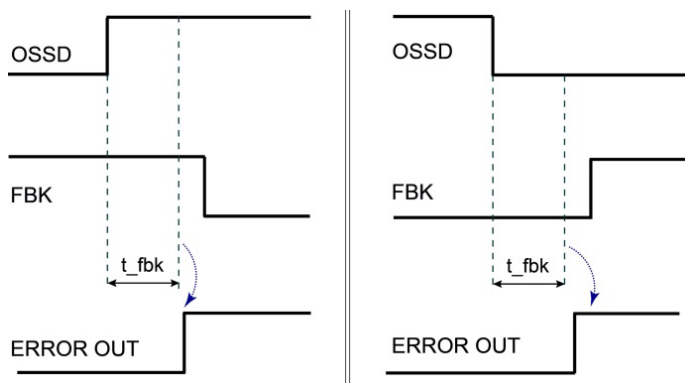 OSSD
FBK
t_fbk
ERROR OUT
OSSD
FBK
t_fbk
ERROR OUT